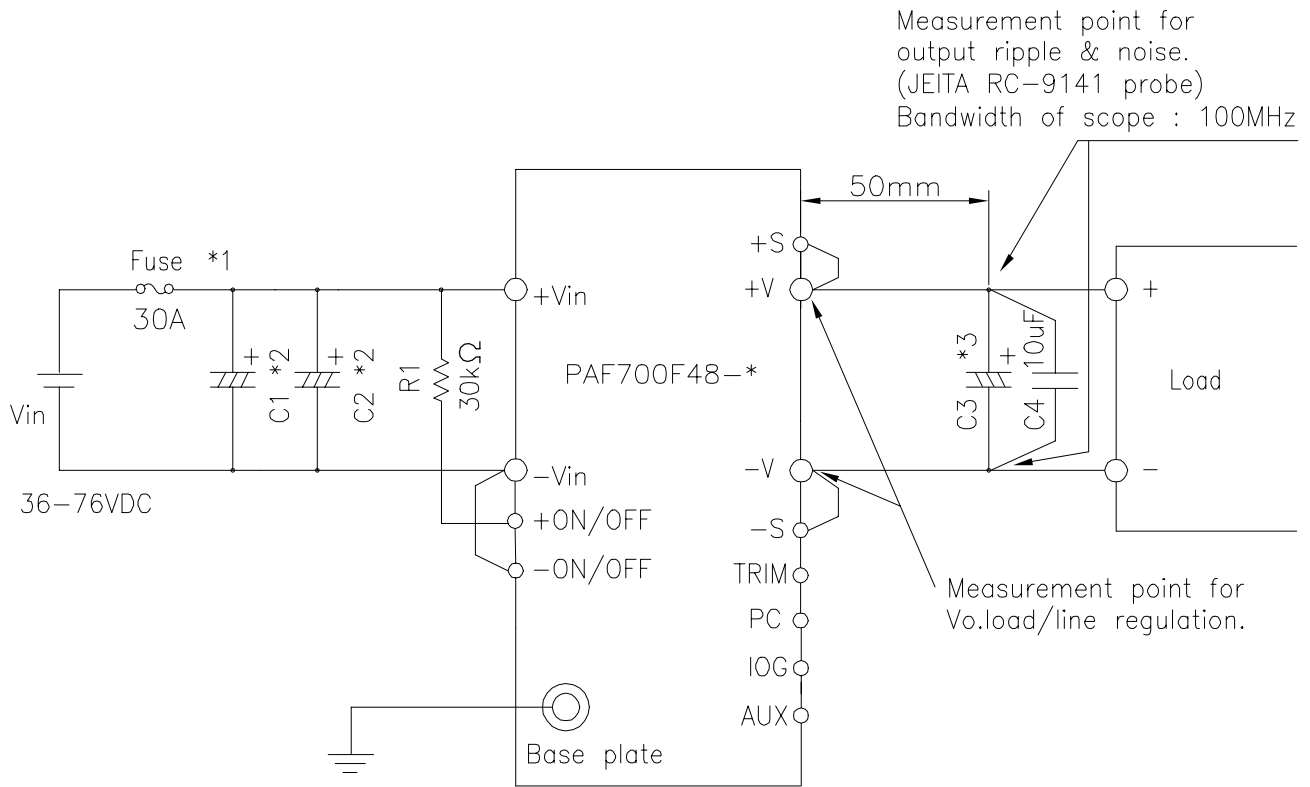 Measurement point for
output ripple & noise.
(JEITA RC-9141 probe)
Bandwidth of scope : 100MHz
50mm
+S
Fuse *1
+Vin
+V
+
30A
C1 + *2
C2 + *2
R1
30kΩ
PAF700F48-*
C3 + *3
C4 10uF
Load
Vin
-Vin
-V
-
36-76VDC
+ON/OFF
-S
-ON/OFF
TRIM
Measurement point for
Vo.load/line regulation.
PC
IOG
AUX
Base plate